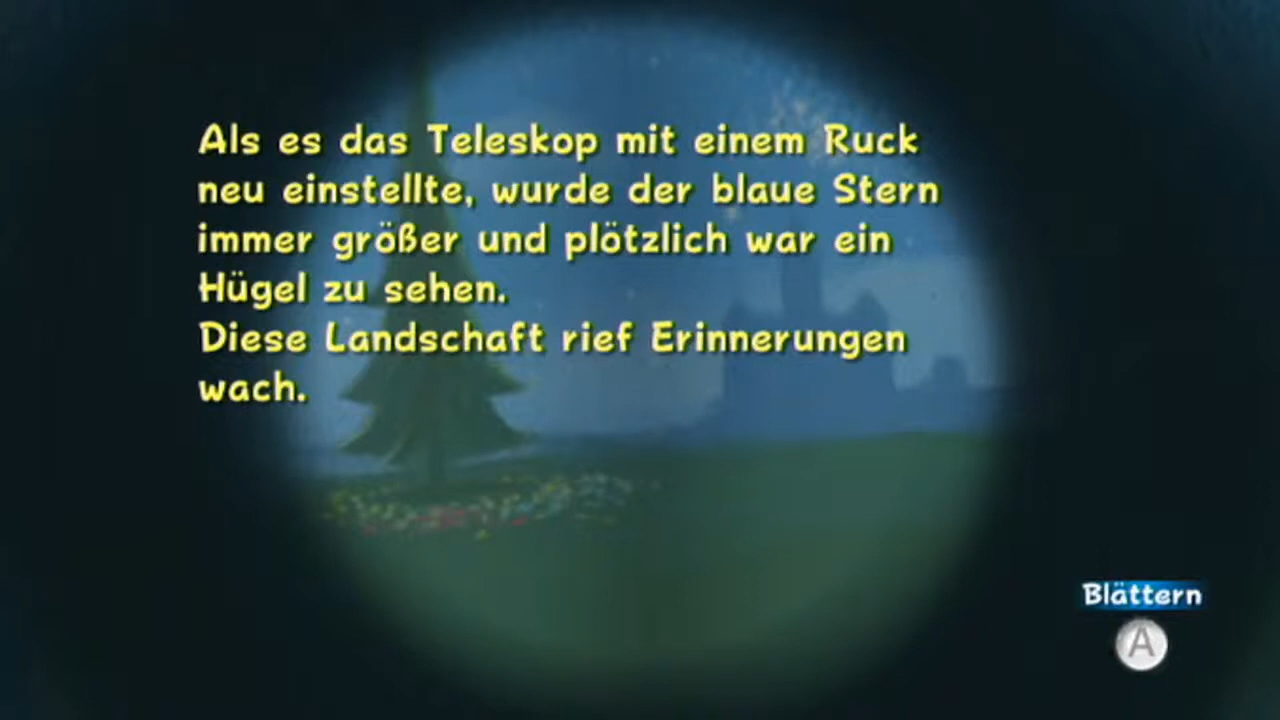 Als es das Teleskop mit einem Ruck
neu einstellte, wurde der blaue Stern
immer größer und plötzlich war ein
Hügel zu sehen.
Diese Landschaft rief Erinnerungen
wach.
Blättern
A